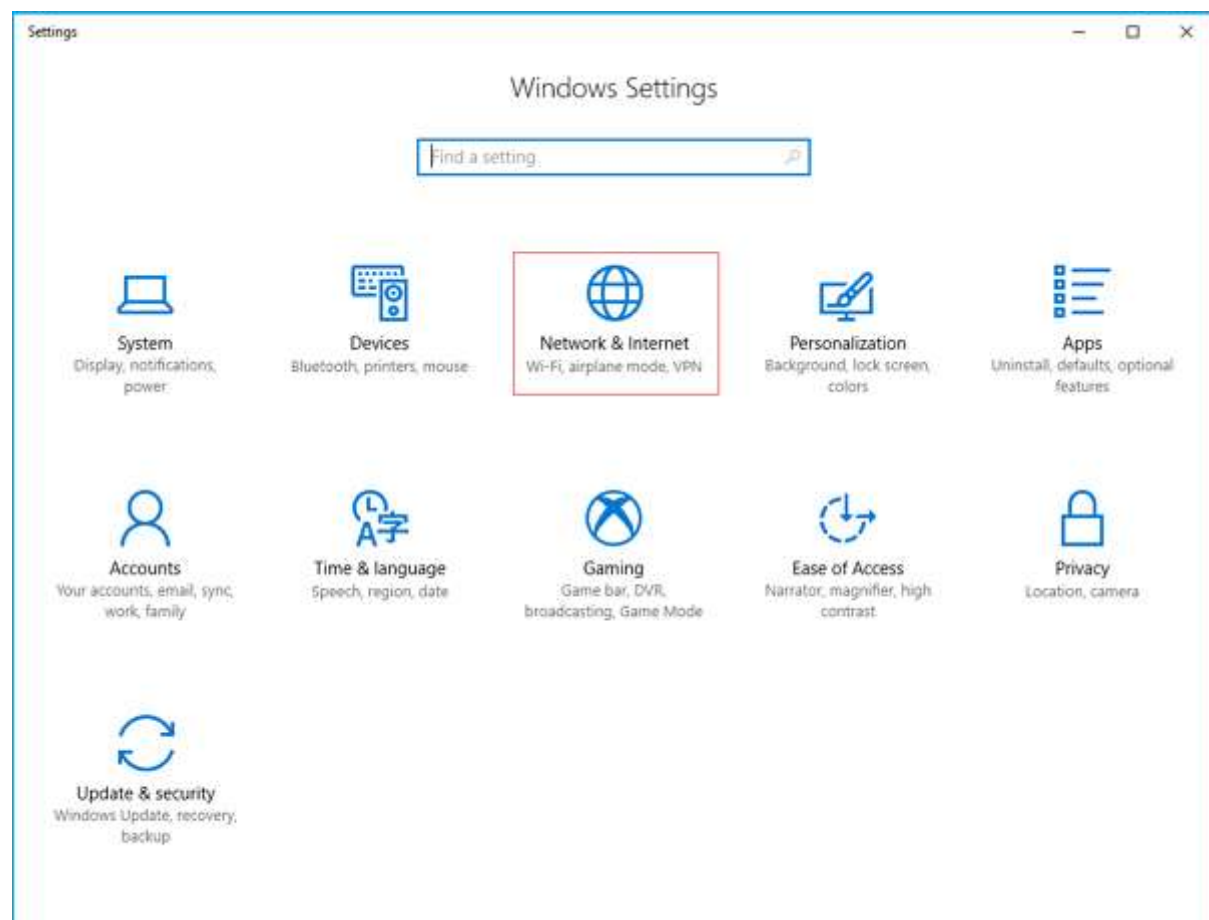 Settings
Windows Settings
Find a setting
System
Display, notifications,
power
Devices
Bluetooth, printers, mouse
Network & Internet
Wi-Fi, airplane mode, VPN
Personalization
Background, lock screen,
colors
Apps
Uninstall, defaults, optional
features
Accounts
Your accounts, email, sync,
work, family
Time & language
Speech, region, date
Gaming
Game bar, DVR,
broadcasting, Game Mode
Ease of Access
Narrator, magnifier, high
contrast
Privacy
Location, camera
Update & security
Windows Update, recovery,
backup